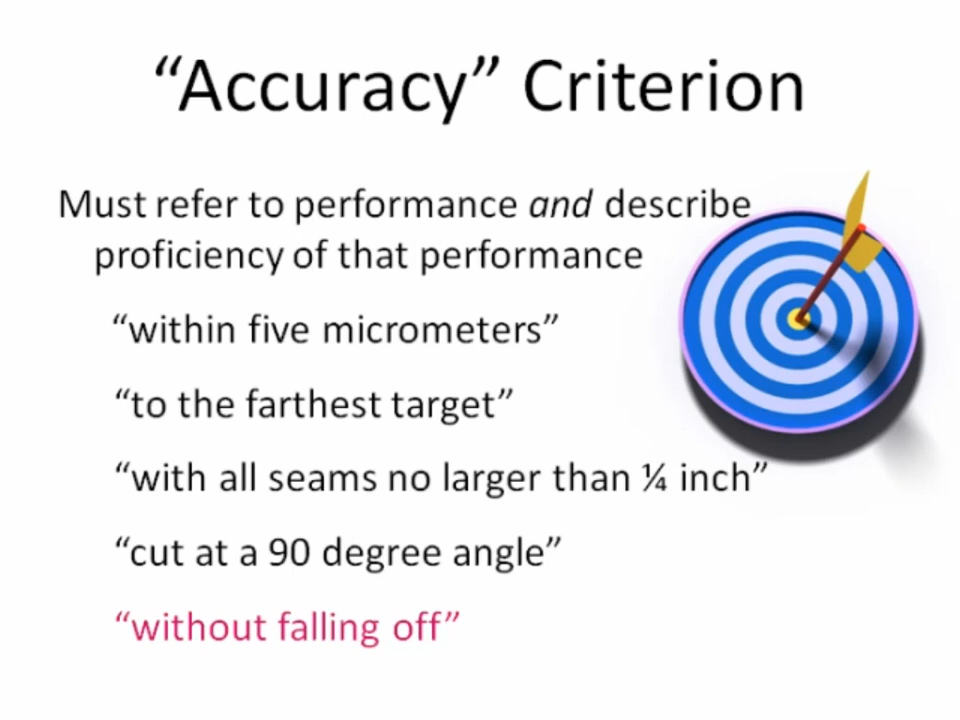 “Accuracy” Criterion
Must refer to performance and describe
proficiency of that performance
“within five micrometers”
“to the farthest target”
“with all seams no larger than ¼ inch”
“cut at a 90 degree angle”
“without falling off”